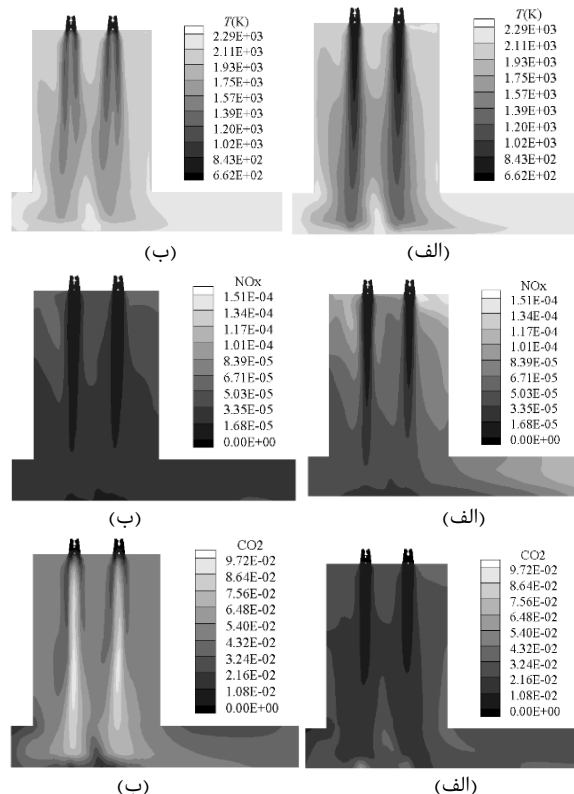 T(K)
2.29E+03
2.11E+03
1.93E+03
1.75E+03
1.57E+03
1.39E+03
1.20E+03
1.02E+03
8.43E+02
6.62E+02
(ب)
T(K)
2.29E+03
2.11E+03
1.93E+03
1.75E+03
1.57E+03
1.39E+03
1.20E+03
1.02E+03
8.43E+02
6.62E+02
(الف)
NOx
1.51E-04
1.34E-04
1.17E-04
1.01E-04
8.39E-05
6.71E-05
5.03E-05
3.35E-05
1.68E-05
0.00E+00
(ب)
NOx
1.51E-04
1.34E-04
1.17E-04
1.01E-04
8.39E-05
6.71E-05
5.03E-05
3.35E-05
1.68E-05
0.00E+00
(الف)
CO2
9.72E-02
8.64E-02
7.56E-02
6.48E-02
5.40E-02
4.32E-02
3.24E-02
2.16E-02
1.08E-02
0.00E+00
(ب)
CO2
9.72E-02
8.64E-02
7.56E-02
6.48E-02
5.40E-02
4.32E-02
3.24E-02
2.16E-02
1.08E-02
0.00E+00
(الف)